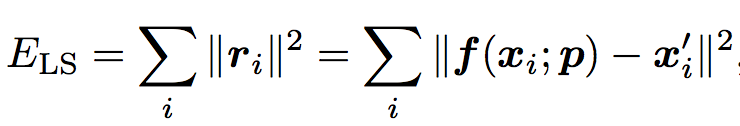 E_LS = ∑_i ‖r_i‖² = ∑_i ‖f(x_i; p) − x′_i‖²,